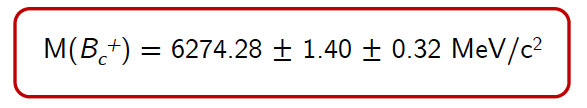 M(B_c^+) = 6274.28 ± 1.40 ± 0.32 MeV/c²